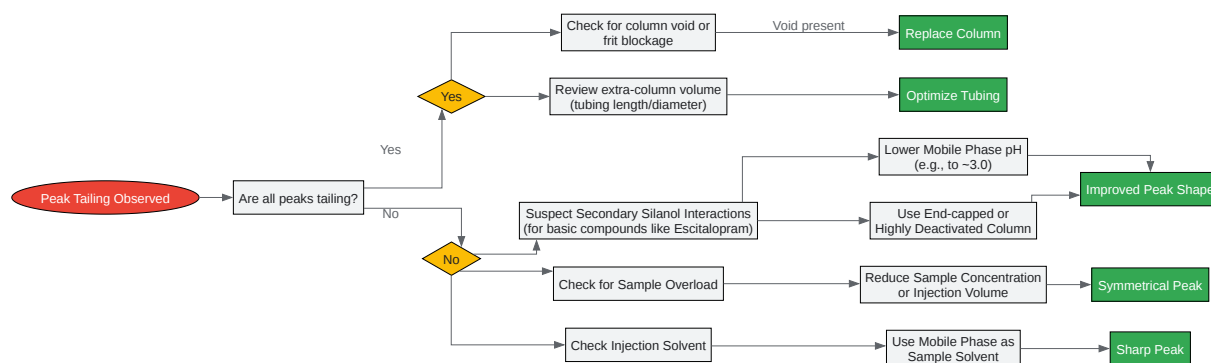 Check for column void or
frit blockage
Void present
Replace Column
Yes
Review extra-column volume
(tubing length/diameter)
Optimize Tubing
Yes
Lower Mobile Phase pH
(e.g., to ~3.0)
Peak Tailing Observed
Are all peaks tailing?
Improved Peak Shape
No
Suspect Secondary Silanol Interactions
(for basic compounds like Escitalopram)
Use End-capped or
Highly Deactivated Column
No
Check for Sample Overload
Reduce Sample Concentration
or Injection Volume
Symmetrical Peak
Check Injection Solvent
Use Mobile Phase as
Sample Solvent
Sharp Peak